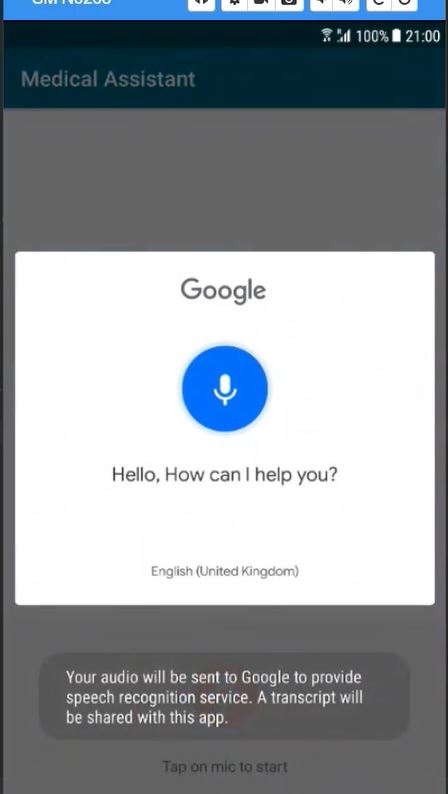 100% 21:00
Medical Assistant
Google
Hello, How can I help you?
English (United Kingdom)
Your audio will be sent to Google to provide
speech recognition service. A transcript will
be shared with this app.
Tap on mic to start